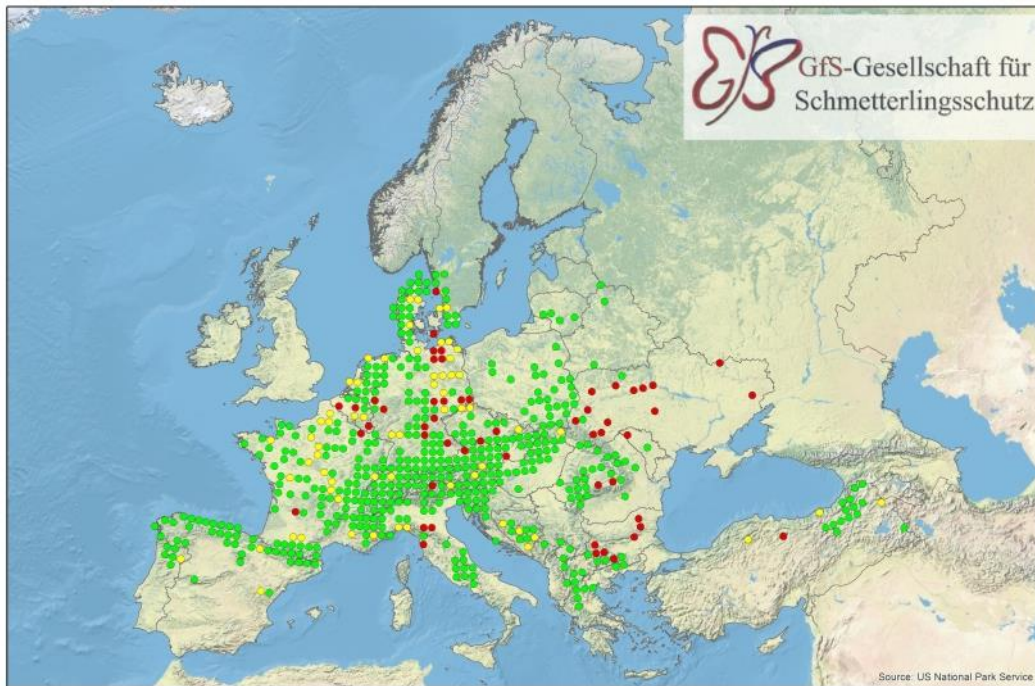 GfS-Gesellschaft für
Schmetterlingsschutz
Source: US National Park Service